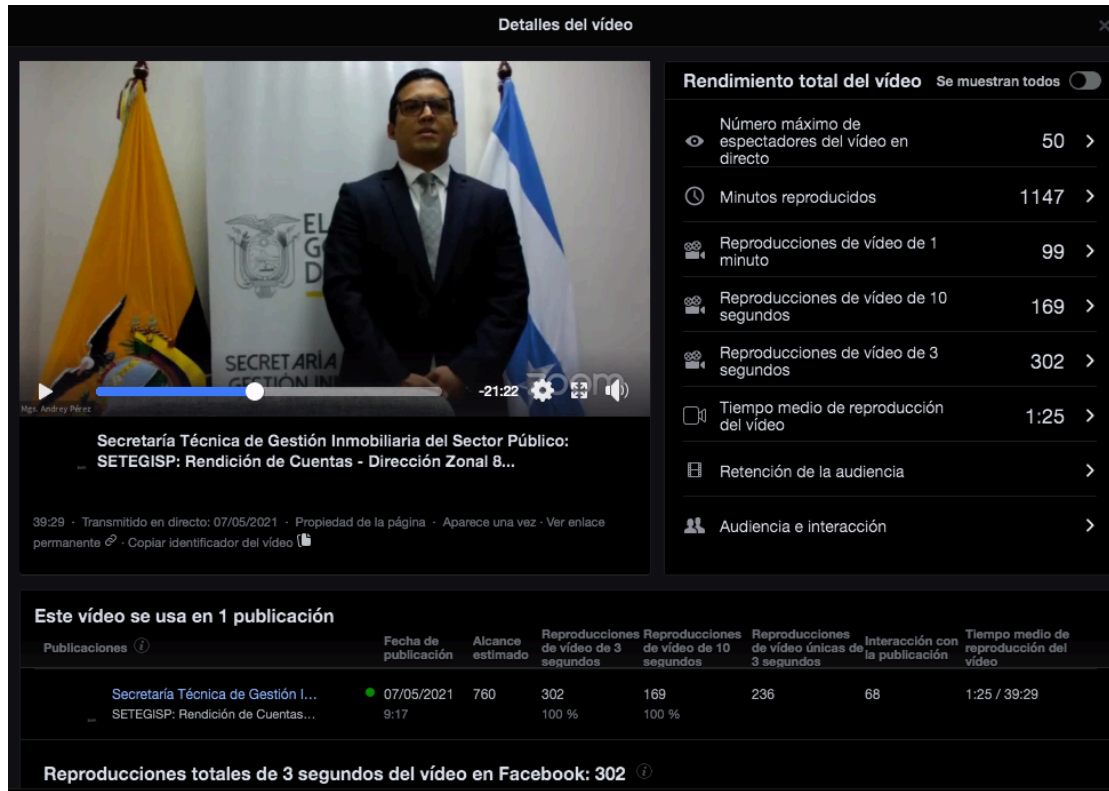 Detalles del vídeo
EL
G
D
SECRETARÍA
GESTIÓN IN
zoom
-21:22
Mgs. Andrey Pérez
Secretaría Técnica de Gestión Inmobiliaria del Sector Público:
SETEGISP: Rendición de Cuentas - Dirección Zonal 8...
39:29 · Transmitido en directo: 07/05/2021 · Propiedad de la página · Aparece una vez · Ver enlace
permanente · Copiar identificador del vídeo
Rendimiento total del vídeo Se muestran todos
Número máximo de
espectadores del vídeo en
directo
50
Minutos reproducidos 1147
Reproducciones de vídeo de 1
minuto
99
Reproducciones de vídeo de 10
segundos
169
Reproducciones de vídeo de 3
segundos
302
Tiempo medio de reproducción
del vídeo
1:25
Retención de la audiencia
Audiencia e interacción
Este vídeo se usa en 1 publicación
Publicaciones
Fecha de
publicación
Alcance
estimado
Reproducciones
de vídeo de 3
segundos
Reproducciones
de vídeo de 10
segundos
Reproducciones
de vídeo únicas de
3 segundos
Interacción con
la publicación
Tiempo medio de
reproducción del
vídeo
Secretaría Técnica de Gestión I... 07/05/2021 760 302 169 236 68 1:25 / 39:29
SETEGISP: Rendición de Cuentas... 9:17 100 % 100 %
Reproducciones totales de 3 segundos del vídeo en Facebook: 302